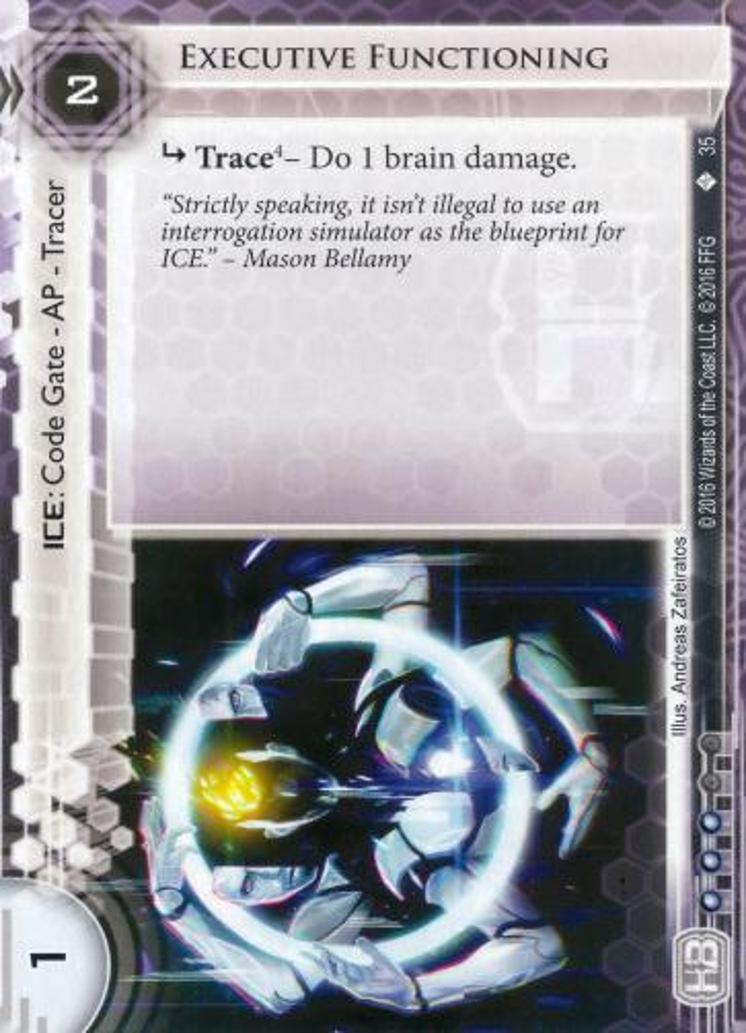 2
EXECUTIVE FUNCTIONING
Trace⁴– Do 1 brain damage.
“Strictly speaking, it isn’t illegal to use an
interrogation simulator as the blueprint for
ICE.” – Mason Bellamy
ICE: Code Gate - AP - Tracer
1
35
© 2016 Wizards of the Coast LLC. © 2016 FFG
Illus. Andreas Zafeiratos
HB